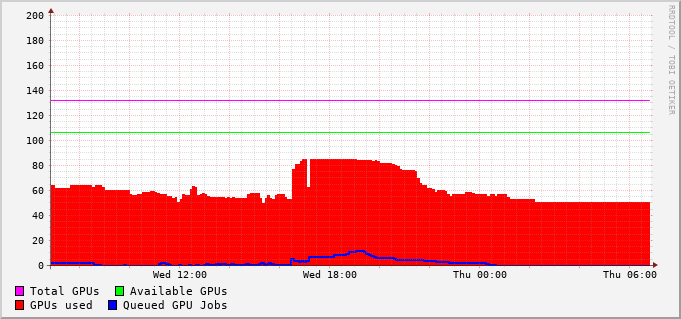 200
180
160
140
120
100
80
60
40
20
0
Wed 12:00 Wed 18:00 Thu 00:00 Thu 06:00
Total GPUs Available GPUs
GPUs used Queued GPU Jobs
RRDTOOL / TOBI OETIKER